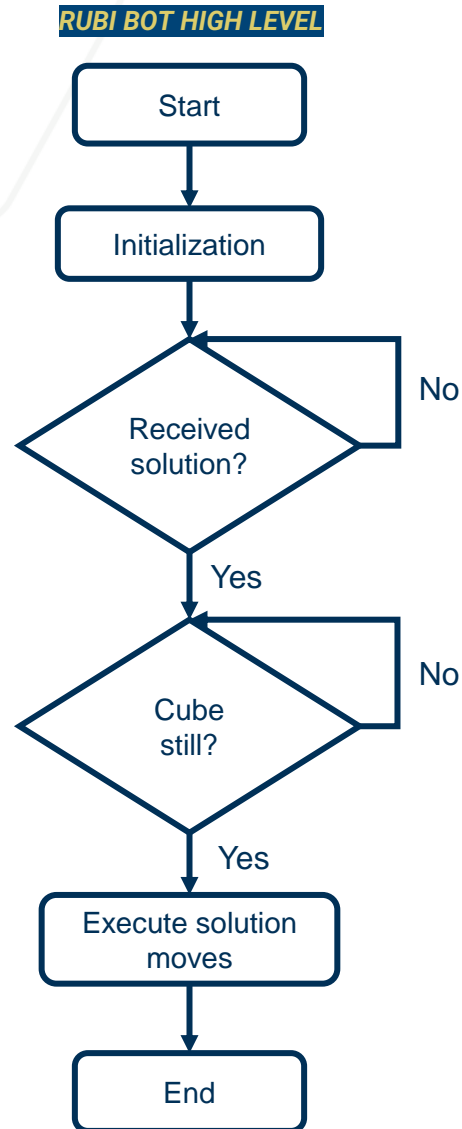 RUBI BOT HIGH LEVEL
Start
Initialization
No
Received
solution?
Yes
No
Cube
still?
Yes
Execute solution
moves
End